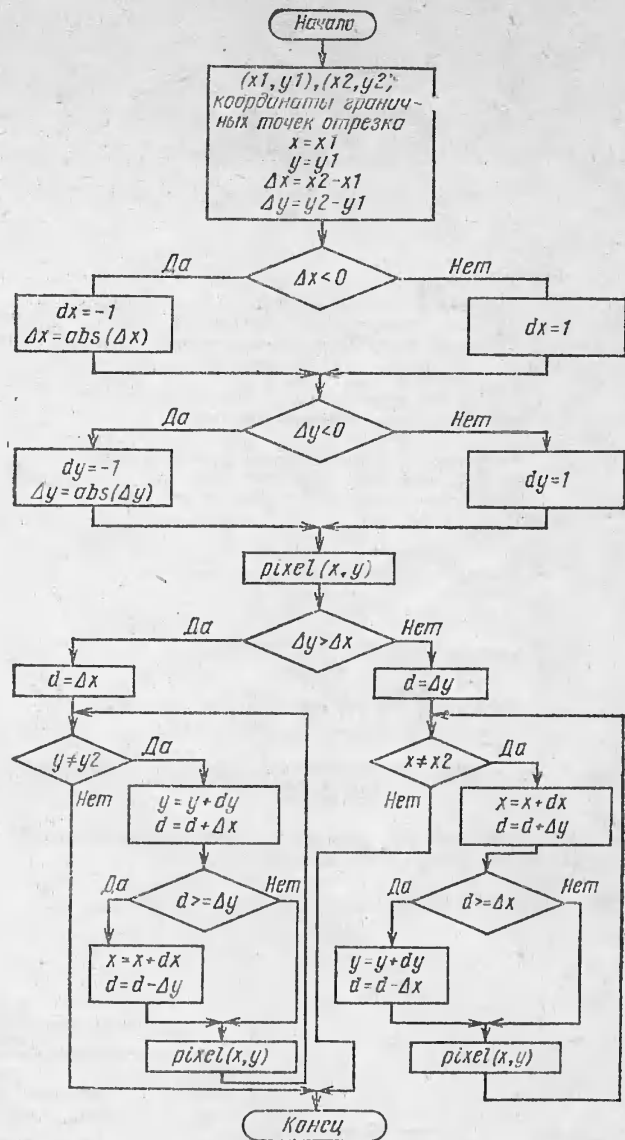 Начало
(x1,y1),(x2,y2);
координаты гранич-
ных точек отрезка
x=x1
y=y1
Δx=x2-x1
Δy=y2-y1
Δx<0
Да
Нет
dx=-1
Δx=abs(Δx)
dx=1
Δy<0
Да
Нет
dy=-1
Δy=abs(Δy)
dy=1
pixel(x,y)
Δy>Δx
Да
Нет
d=Δx
y≠y2
Да
Нет
y=y+dy
d=d+Δx
d>=Δy
Да
Нет
x=x+dx
d=d-Δy
pixel(x,y)
d=Δy
x≠x2
Да
Нет
x=x+dx
d=d+Δy
d>=Δx
Да
Нет
y=y+dy
d=d-Δx
pixel(x,y)
Конец